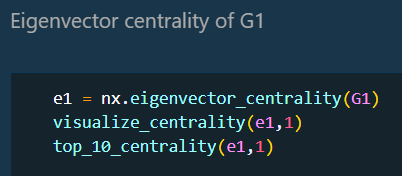 Eigenvector centrality of G1
e1 = nx.eigenvector_centrality(G1)
visualize_centrality(e1,1)
top_10_centrality(e1,1)